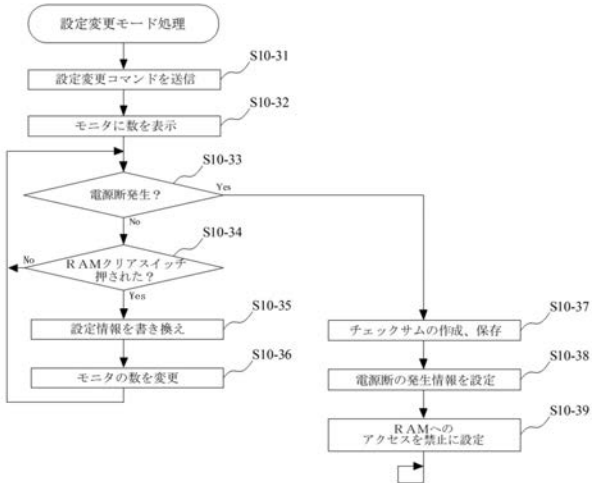 設定変更モード処理
S10-31
設定変更コマンドを送信
S10-32
モニタに数を表示
S10-33
電源断発生？
Yes
No
S10-34
RAMクリアスイッチ
押された？
No
Yes
S10-35
設定情報を書き換え
S10-36
モニタの数を変更
S10-37
チェックサムの作成、保存
S10-38
電源断の発生情報を設定
S10-39
RAMへの
アクセスを禁止に設定